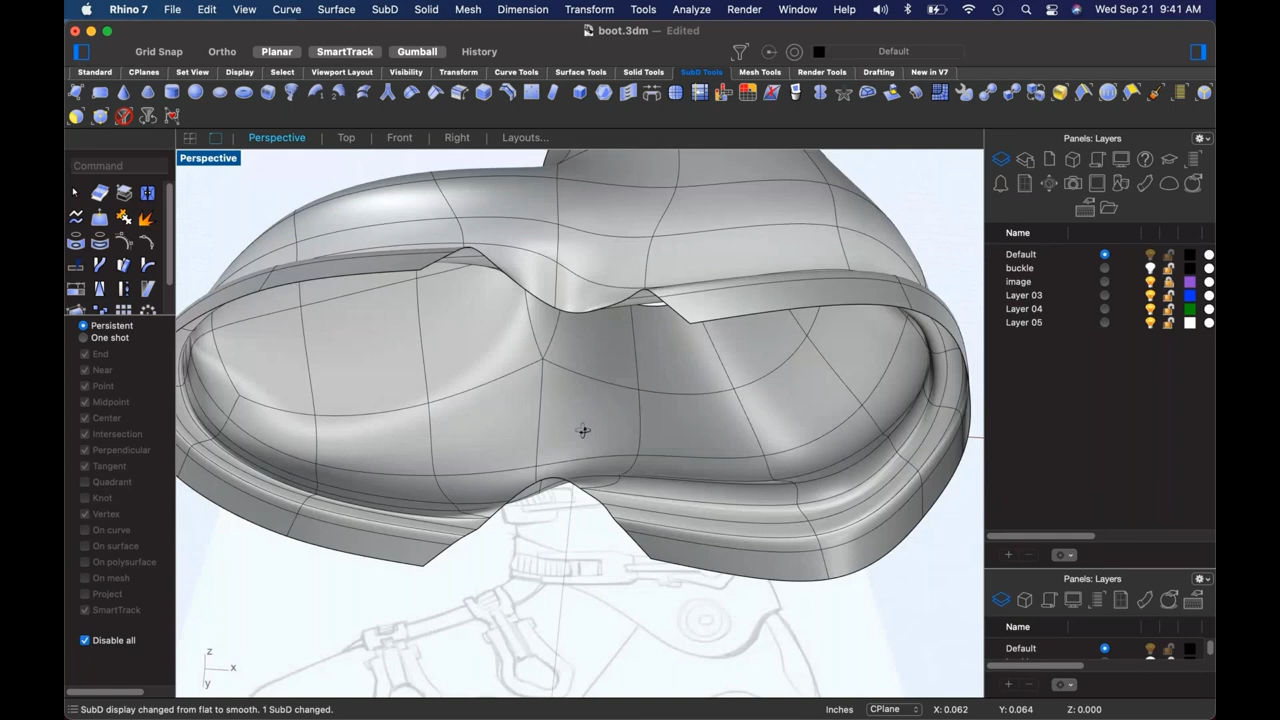 Rhino 7 File Edit View Curve Surface SubD Solid Mesh Dimension Transform Tools Analyze Render Window Help Wed Sep 21 9:41 AM
boot.3dm — Edited
Grid Snap Ortho Planar SmartTrack Gumball History Default
Standard CPlanes Set View Display Select Viewport Layout Visibility Transform Curve Tools Surface Tools Solid Tools SubD Tools Mesh Tools Render Tools Drafting New in V7
Perspective Top Front Right Layouts... Panels: Layers
Perspective
Command
Name
Default
buckle
image
Layer 03
Layer 04
Layer 05
Persistent
One shot
End
Near
Point
Midpoint
Center
Intersection
Perpendicular
Tangent
Quadrant
Knot
Vertex
On curve
On surface
On polysurface
On mesh
Project
SmartTrack
Disable all
Panels: Layers
Name
Default
z
x
y
SubD display changed from flat to smooth. 1 SubD changed. Inches CPlane X: 0.062 Y: 0.064 Z: 0.000